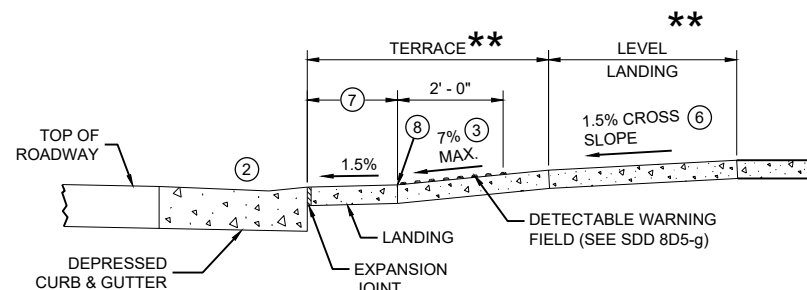 **
TERRACE **
LEVEL
LANDING
2' - 0"
7
8
7% 3
MAX.
1.5% CROSS 6
SLOPE
TOP OF
ROADWAY
2
1.5%
LANDING
DETECTABLE WARNING
FIELD (SEE SDD 8D5-g)
DEPRESSED
CURB & GUTTER
EXPANSION
JOINT